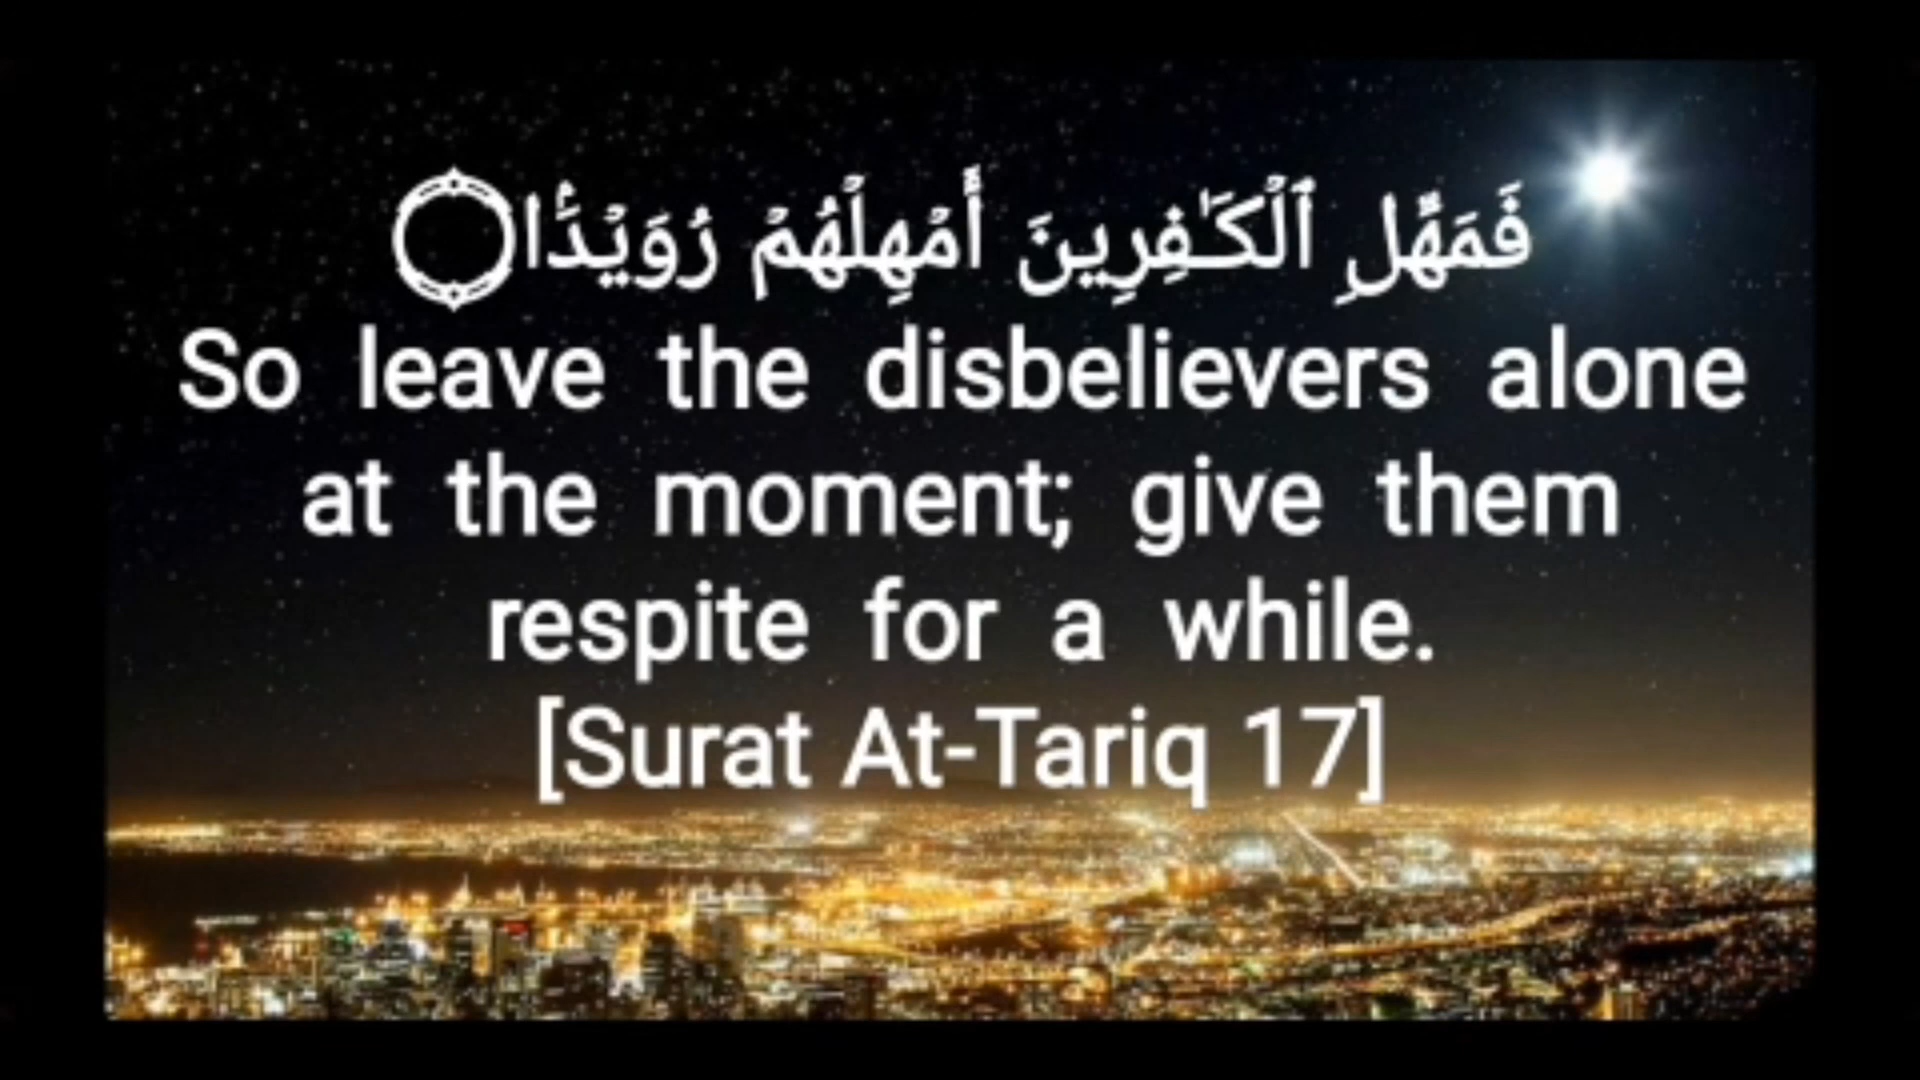 فَمَهِّلِ ٱلْكَـٰفِرِينَ أَمْهِلْهُمْ رُوَيْدًۢا۝
So leave the disbelievers alone
at the moment; give them
respite for a while.
[Surat At-Tariq 17]